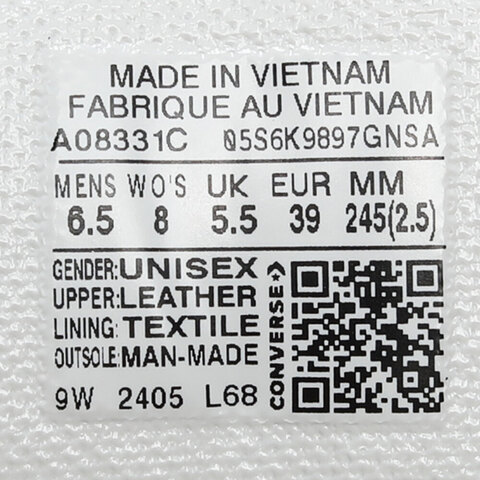 MADE IN VIETNAM
FABRIQUE AU VIETNAM
A08331C 05S6K9897GNSA
MENS WO'S UK EUR MM
6.5 8 5.5 39 245(2.5)
GENDER: UNISEX
UPPER: LEATHER
LINING: TEXTILE
OUTSOLE: MAN-MADE
9W 2405 L68
CONVERSE